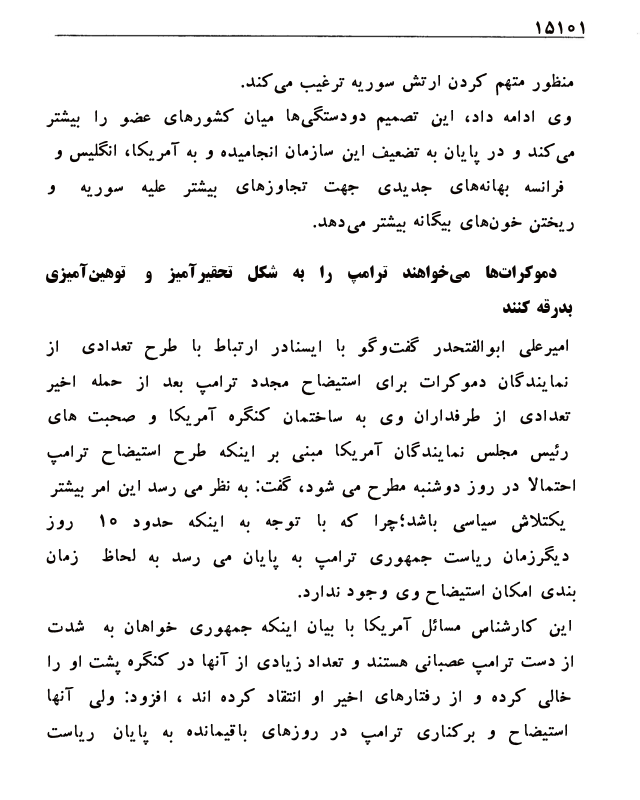 ۱۵۱۰۱
منظور متهم کردن ارتش سوریه ترغیب می‌کند.
وی ادامه داد، این تصمیم دودستگی‌ها میان کشورهای عضو را بیشتر
می‌کند و در پایان به تضعیف این سازمان انجامیده و به آمریکا، انگلیس و
فرانسه بهانه‌های جدیدی جهت تجاوزهای بیشتر علیه سوریه و
ریختن خون‌های بیگانه بیشتر می‌دهد.
دموکرات‌ها می‌خواهند ترامپ را به شکل تحقیرآمیز و توهین‌آمیزی
بدرقه کنند
امیرعلی ابوالفتحدر گفت‌وگو با ایسنادر ارتباط با طرح تعدادی از
نمایندگان دموکرات برای استیضاح مجدد ترامپ بعد از حمله اخیر
تعدادی از طرفداران وی به ساختمان کنگره آمریکا و صحبت های
رئیس مجلس نمایندگان آمریکا مبنی بر اینکه طرح استیضاح ترامپ
احتمالاً در روز دوشنبه مطرح می شود، گفت: به نظر می رسد این امر بیشتر
یکتلاش سیاسی باشد؛چرا که با توجه به اینکه حدود ۱۰ روز
دیگرزمان ریاست جمهوری ترامپ به پایان می رسد به لحاظ زمان
بندی امکان استیضاح وی وجود ندارد.
این کارشناس مسائل آمریکا با بیان اینکه جمهوری خواهان به شدت
از دست ترامپ عصبانی هستند و تعداد زیادی از آنها در کنگره پشت او را
خالی کرده و از رفتارهای اخیر او انتقاد کرده اند ، افزود: ولی آنها
استیضاح و برکناری ترامپ در روزهای باقیمانده به پایان ریاست